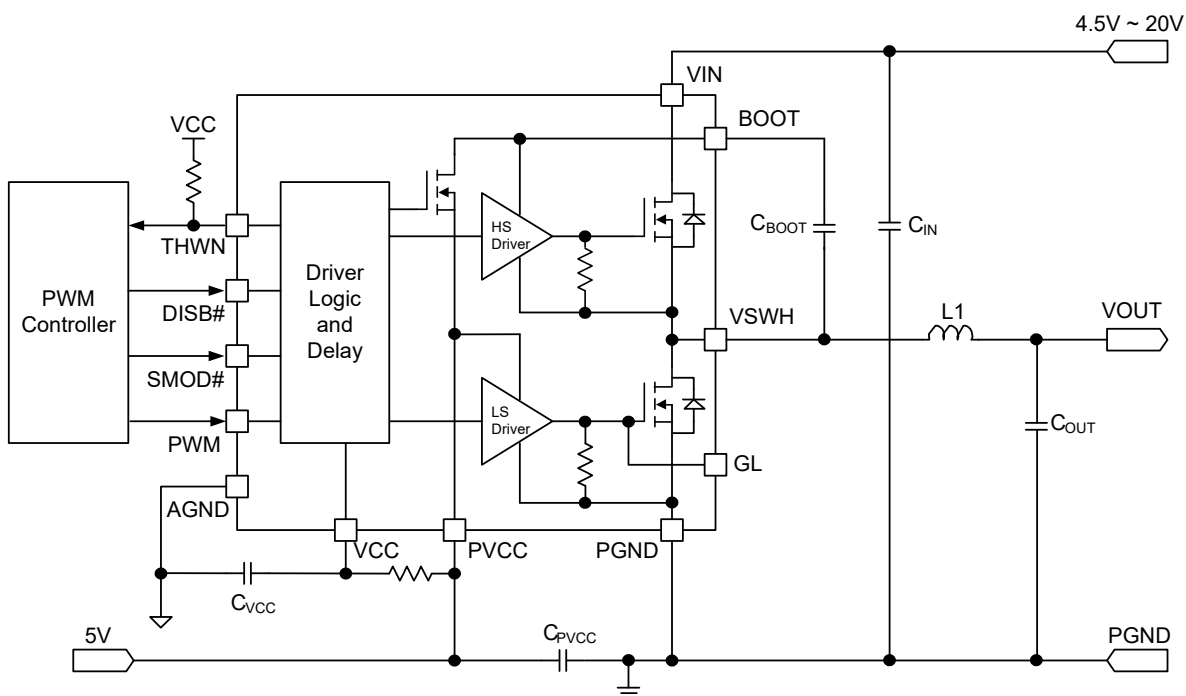 4.5V ~ 20V
VIN
BOOT
VCC
THWN
DISB#
SMOD#
PWM
AGND
PWM
Controller
Driver
Logic
and
Delay
HS
Driver
LS
Driver
CBOOT
CIN
VSWH
L1
VOUT
COUT
GL
VCC
PVCC
PGND
CVCC
5V
CPVCC
PGND